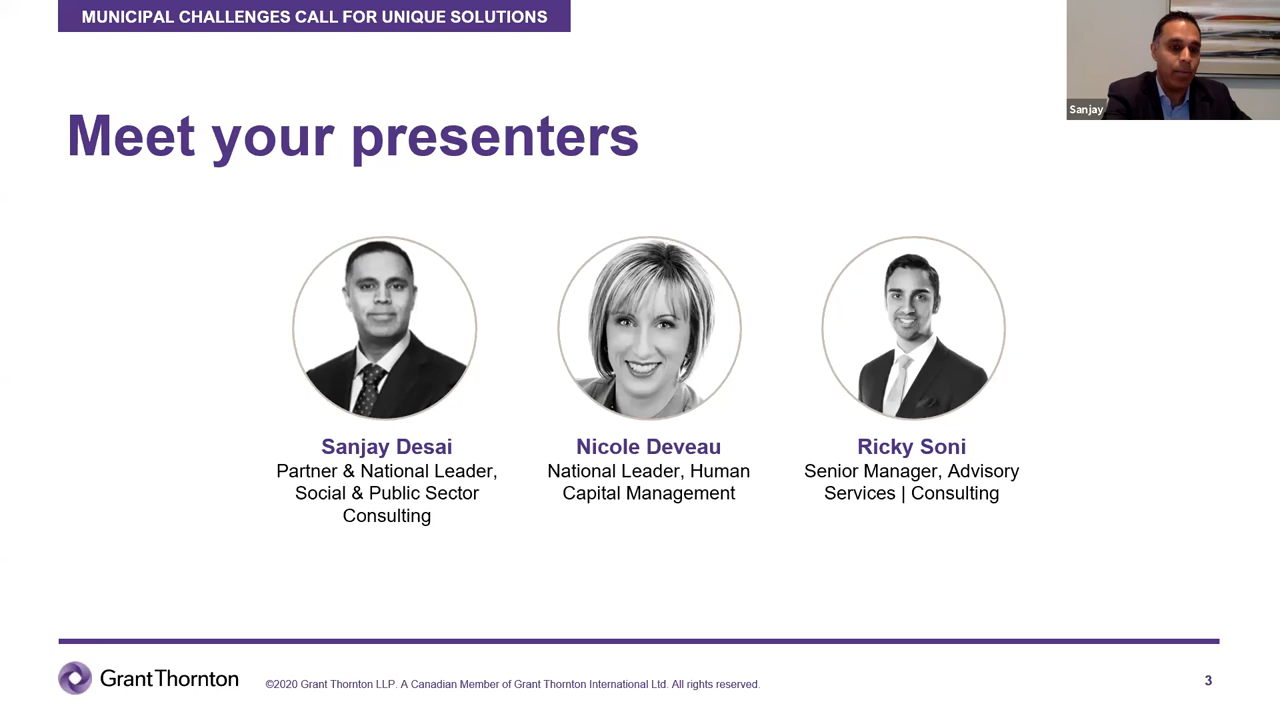 MUNICIPAL CHALLENGES CALL FOR UNIQUE SOLUTIONS
Sanjay
Meet your presenters
Sanjay Desai
Partner & National Leader,
Social & Public Sector
Consulting
Nicole Deveau
National Leader, Human
Capital Management
Ricky Soni
Senior Manager, Advisory
Services | Consulting
Grant Thornton
©2020 Grant Thornton LLP. A Canadian Member of Grant Thornton International Ltd. All rights reserved.
3